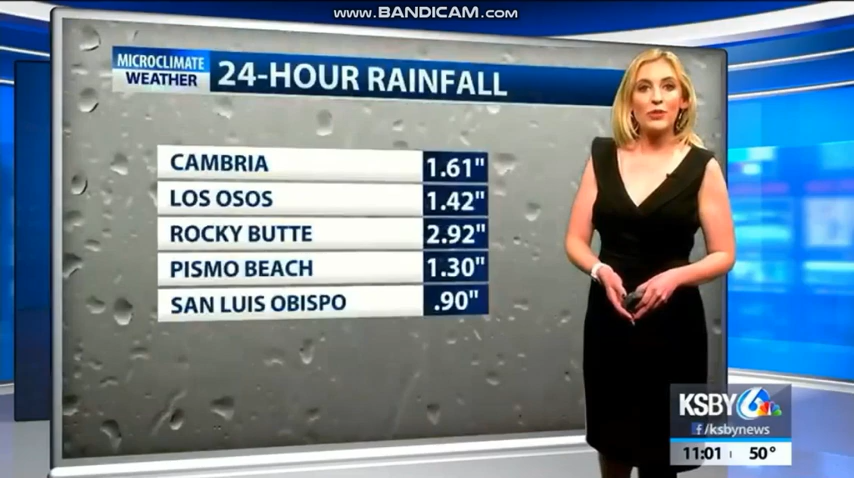 WWW.BANDICAM.COM
MICROCLIMATE
WEATHER
24-HOUR RAINFALL
CAMBRIA 1.61"
LOS OSOS 1.42"
ROCKY BUTTE 2.92"
PISMO BEACH 1.30"
SAN LUIS OBISPO .90"
KSBY 6
f/ksbynews
11:01 50°